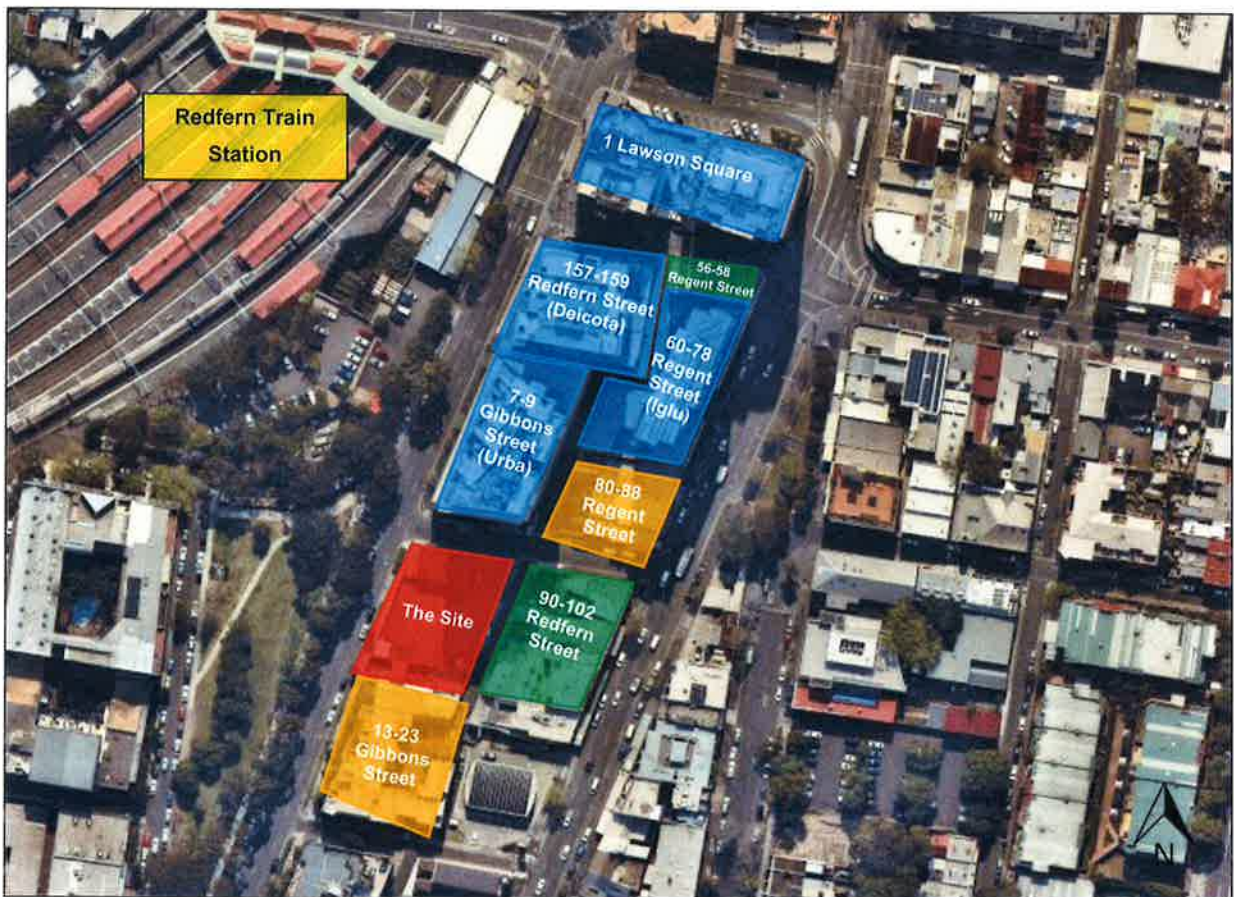 Redfern Train
Station
1 Lawson Square
157-159
Redfern Street
(Deicota)
56-58
Regent Street
60-78
Regent
Street
(Iglu)
7-9
Gibbons
Street
(Urba)
80-88
Regent
Street
The Site
90-102
Redfern
Street
13-23
Gibbons
Street
N